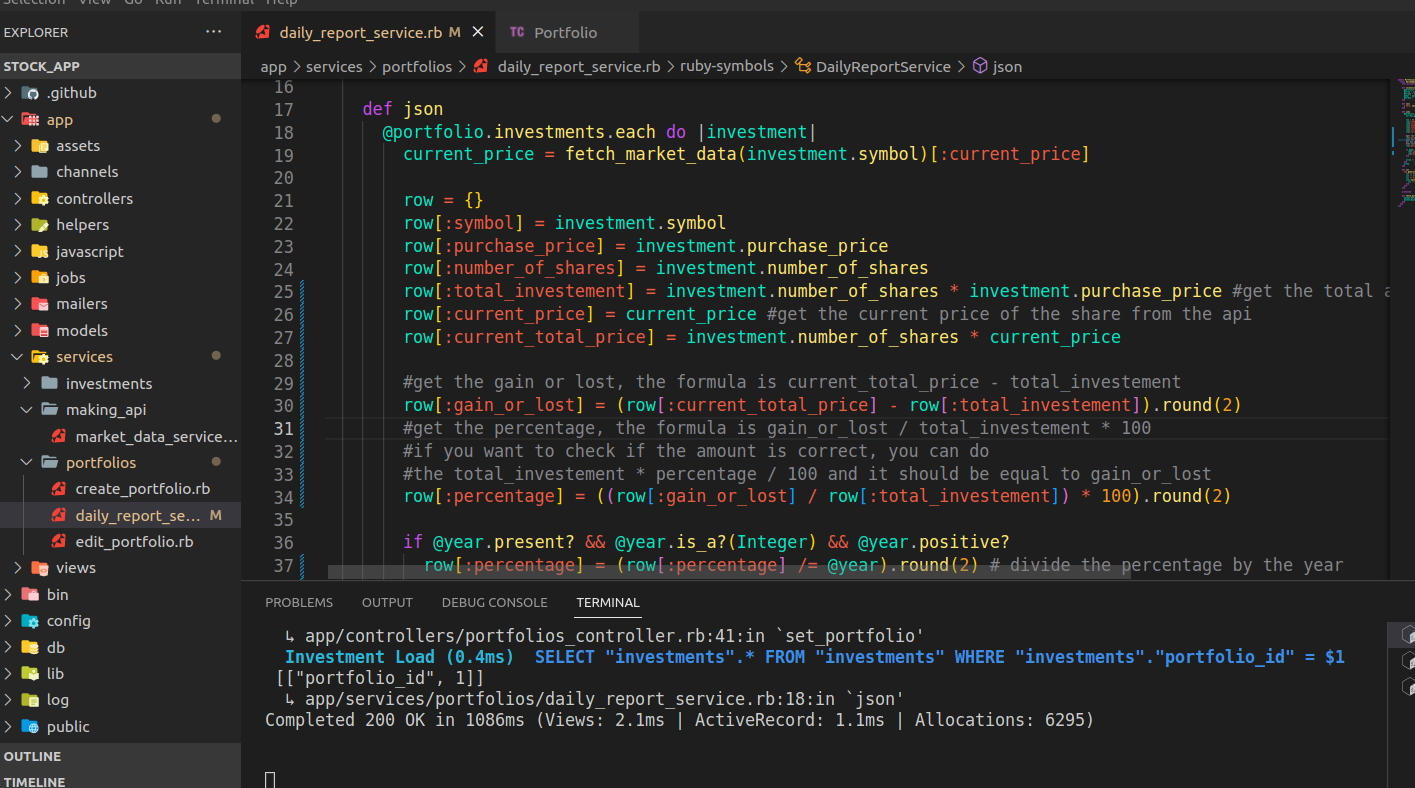 Selection View Go Run Terminal Help
EXPLORER
STOCK_APP
.github
app
assets
channels
controllers
helpers
javascript
jobs
mailers
models
services
investments
making_api
market_data_service...
portfolios
create_portfolio.rb
daily_report_se... M
edit_portfolio.rb
views
bin
config
db
lib
log
public
OUTLINE
TIMELINE
daily_report_service.rb M
TC Portfolio
app > services > portfolios > daily_report_service.rb > ruby-symbols > DailyReportService > json
16
17 def json
18 @portfolio.investments.each do |investment|
19 current_price = fetch_market_data(investment.symbol)[:current_price]
20
21 row = {}
22 row[:symbol] = investment.symbol
23 row[:purchase_price] = investment.purchase_price
24 row[:number_of_shares] = investment.number_of_shares
25 row[:total_investement] = investment.number_of_shares * investment.purchase_price #get the total a
26 row[:current_price] = current_price #get the current price of the share from the api
27 row[:current_total_price] = investment.number_of_shares * current_price
28
29 #get the gain or lost, the formula is current_total_price - total_investement
30 row[:gain_or_lost] = (row[:current_total_price] - row[:total_investement]).round(2)
31 #get the percentage, the formula is gain_or_lost / total_investement * 100
32 #if you want to check if the amount is correct, you can do
33 #the total_investement * percentage / 100 and it should be equal to gain_or_lost
34 row[:percentage] = ((row[:gain_or_lost] / row[:total_investement]) * 100).round(2)
35
36 if @year.present? && @year.is_a?(Integer) && @year.positive?
37 row[:percentage] = (row[:percentage] /= @year).round(2) # divide the percentage by the year
PROBLEMS OUTPUT DEBUG CONSOLE TERMINAL
↳ app/controllers/portfolios_controller.rb:41:in `set_portfolio'
Investment Load (0.4ms) SELECT "investments".* FROM "investments" WHERE "investments"."portfolio_id" = $1
[["portfolio_id", 1]]
↳ app/services/portfolios/daily_report_service.rb:18:in `json'
Completed 200 OK in 1086ms (Views: 2.1ms | ActiveRecord: 1.1ms | Allocations: 6295)